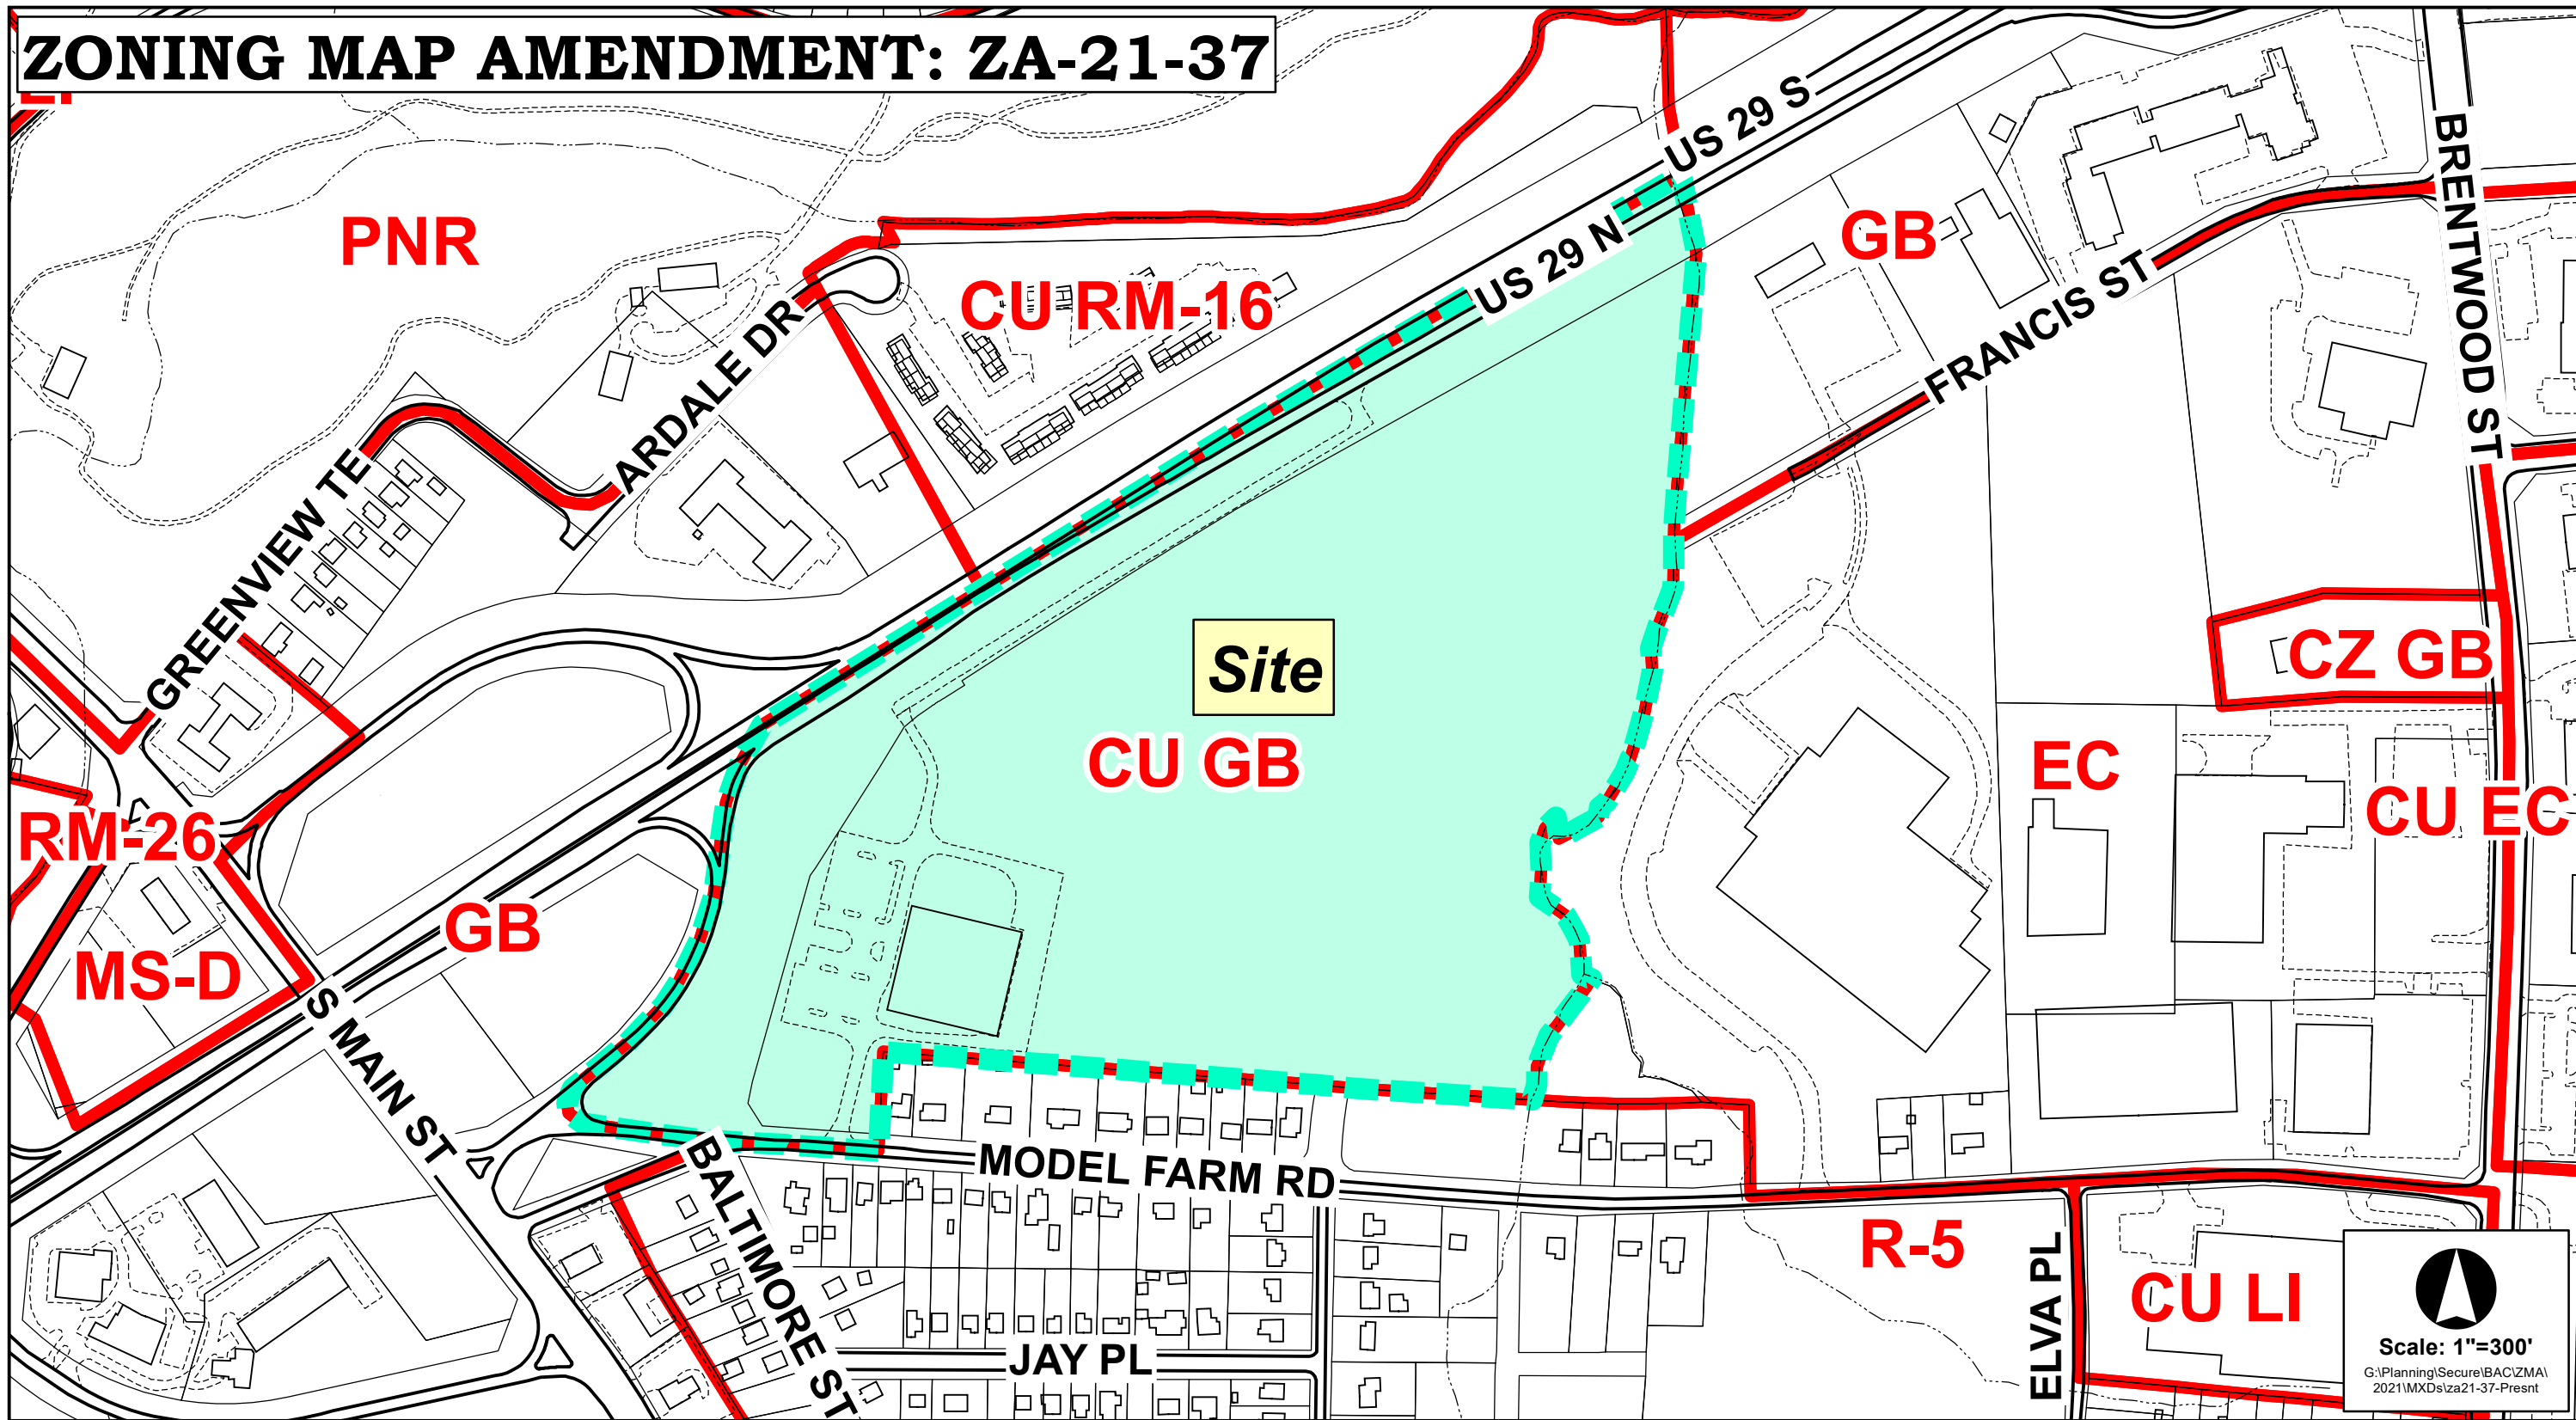 ZONING MAP AMENDMENT: ZA-21-37
US 29 S
BRENTWOOD ST
PNR
GB
US 29 N
CU RM-16
FRANCIS ST
ARDALE DR
GREENVIEW TE
Site
CZ GB
CU GB
EC
CU EC
RM-26
GB
MS-D
S MAIN ST
MODEL FARM RD
BALTIMORE ST
R-5
ELVA PL
CU LI
JAY PL
Scale: 1"=300'
G:\Planning\Secure\BAC\ZMA\
2021\MXDs\za21-37-Presnt